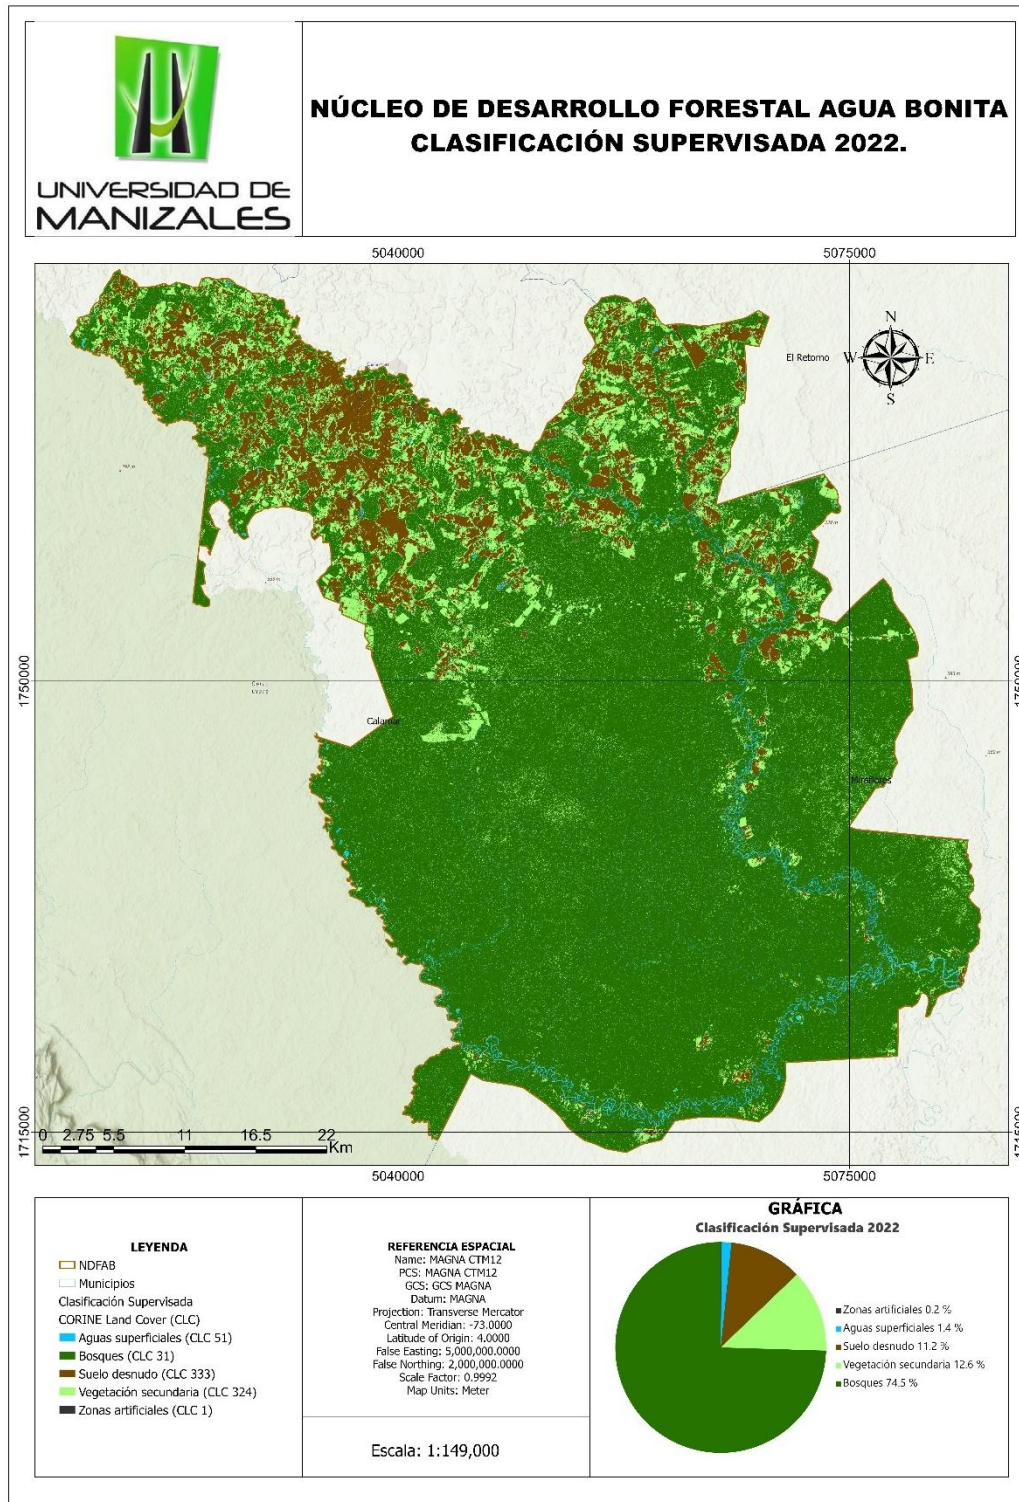 UNIVERSIDAD DE
MANIZALES
NÚCLEO DE DESARROLLO FORESTAL AGUA BONITA
CLASIFICACIÓN SUPERVISADA 2022.
5040000
5075000
N
W
E
S
El Retorno
1750000
1750000
Calamar
Miraflores
1715000
1715000
0 2.75 5.5 11 16.5 22
Km
5040000
5075000
LEYENDA
NDFAB
Municipios
Clasificación Supervisada
CORINE Land Cover (CLC)
Aguas superficiales (CLC 51)
Bosques (CLC 31)
Suelo desnudo (CLC 333)
Vegetación secundaria (CLC 324)
Zonas artificiales (CLC 1)
REFERENCIA ESPACIAL
Name: MAGNA CTM12
PCS: MAGNA CTM12
GCS: GCS MAGNA
Datum: MAGNA
Projection: Transverse Mercator
Central Meridian: -73.0000
Latitude of Origin: 4.0000
False Easting: 5,000,000.0000
False Northing: 2,000,000.0000
Scale Factor: 0.9992
Map Units: Meter
Escala: 1:149,000
GRÁFICA
Clasificación Supervisada 2022
Zonas artificiales 0.2 %
Aguas superficiales 1.4 %
Suelo desnudo 11.2 %
Vegetación secundaria 12.6 %
Bosques 74.5 %